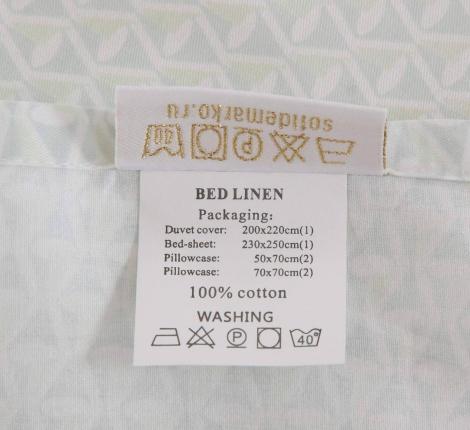 solidemarko.ru
40
BED LINEN
Packaging:
Duvet cover: 200x220cm(1)
Bed-sheet: 230x250cm(1)
Pillowcase: 50x70cm(2)
Pillowcase: 70x70cm(2)
100% cotton
WASHING
P 40°